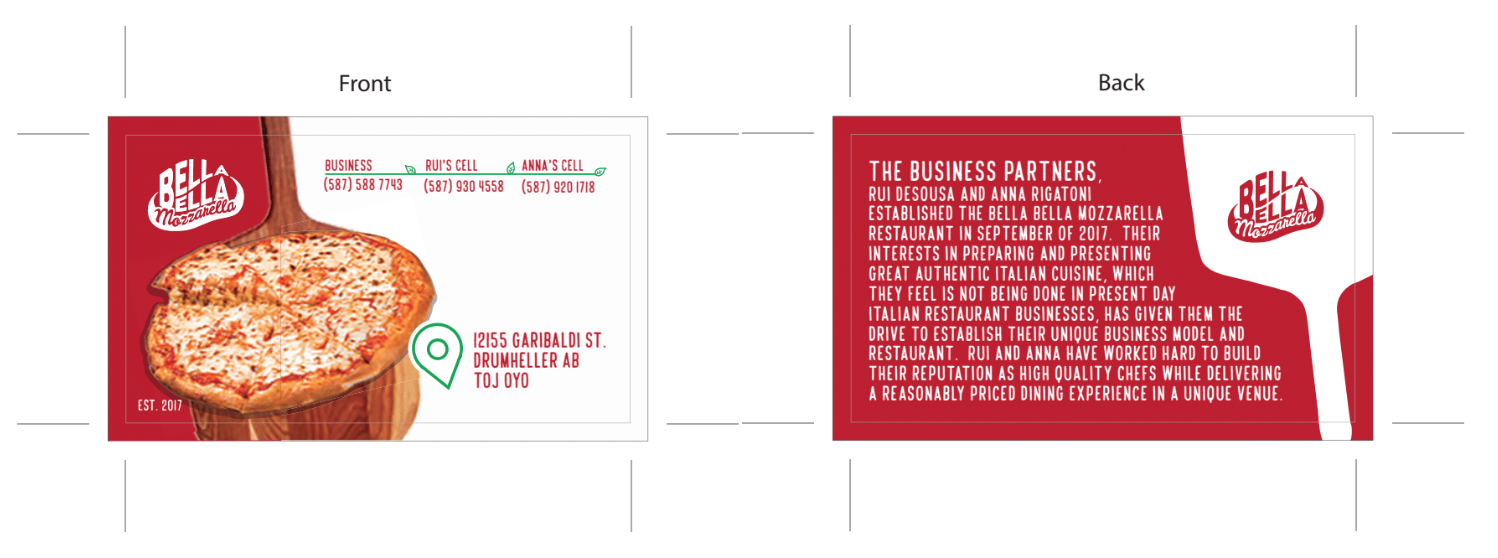 Front
BELLA
BELLA
Mozzarella
BUSINESS
(587) 588 7743
RUI'S CELL
(587) 930 4558
ANNA'S CELL
(587) 920 1718
12155 GARIBALDI ST.
DRUMHELLER AB
TOJ OYO
EST. 2017
Back
THE BUSINESS PARTNERS,
RUI DESOUSA AND ANNA RIGATONI
ESTABLISHED THE BELLA BELLA MOZZARELLA
RESTAURANT IN SEPTEMBER OF 2017. THEIR
INTERESTS IN PREPARING AND PRESENTING
GREAT AUTHENTIC ITALIAN CUISINE, WHICH
THEY FEEL IS NOT BEING DONE IN PRESENT DAY
ITALIAN RESTAURANT BUSINESSES, HAS GIVEN THEM THE
DRIVE TO ESTABLISH THEIR UNIQUE BUSINESS MODEL AND
RESTAURANT. RUI AND ANNA HAVE WORKED HARD TO BUILD
THEIR REPUTATION AS HIGH QUALITY CHEFS WHILE DELIVERING
A REASONABLY PRICED DINING EXPERIENCE IN A UNIQUE VENUE.
BELLA
BELLA
Mozzarella